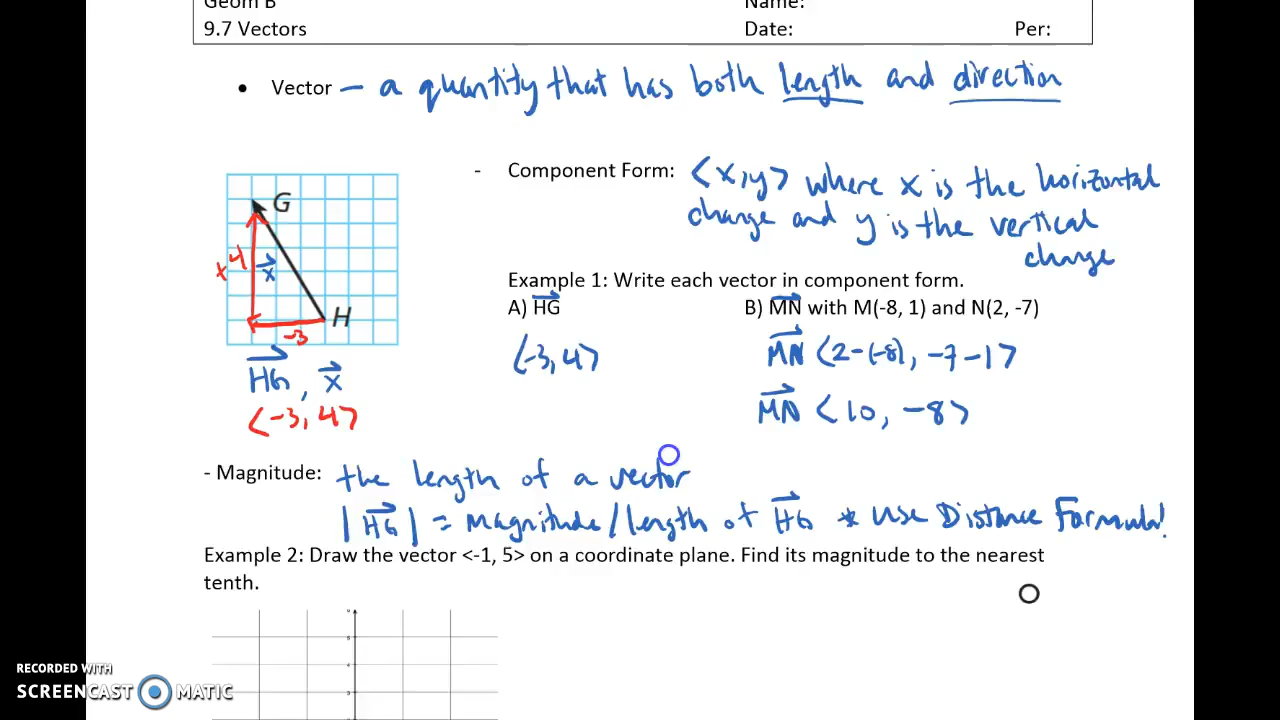 Geom B Name:
9.7 Vectors Date: Per:
• Vector — a quantity that has both length and direction
- Component Form: <x,y> where x is the horizontal
change and y is the vertical
change
G
4
x
x
H
-3
HG, x
<-3, 4>
Example 1: Write each vector in component form.
A) HG B) MN with M(-8, 1) and N(2, -7)
<-3, 4> MN <2-(-8), -7-1>
MN <10, -8>
- Magnitude: the length of a vector
|HG| = Magnitude/length of HG * Use Distance Formula!
Example 2: Draw the vector <-1, 5> on a coordinate plane. Find its magnitude to the nearest
tenth.
5
4
3
RECORDED WITH
SCREENCAST MATIC